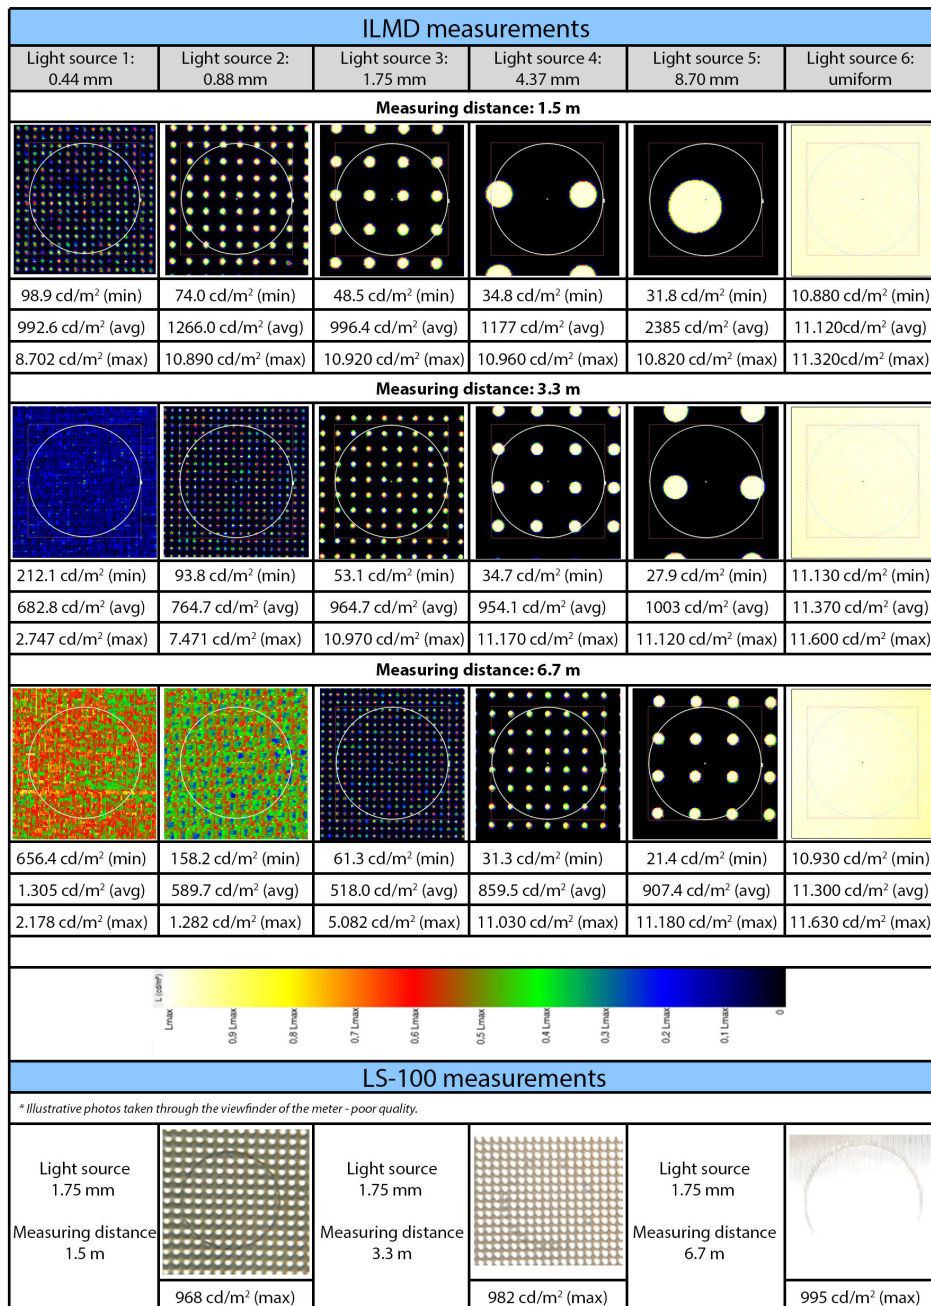 ILMD measurements
Light source 1: Light source 2: Light source 3: Light source 4: Light source 5: Light source 6:
0.44 mm 0.88 mm 1.75 mm 4.37 mm 8.70 mm umiform
Measuring distance: 1.5 m
98.9 cd/m² (min) 74.0 cd/m² (min) 48.5 cd/m² (min) 34.8 cd/m² (min) 31.8 cd/m² (min) 10.880 cd/m² (min)
992.6 cd/m² (avg) 1266.0 cd/m² (avg) 996.4 cd/m² (avg) 1177 cd/m² (avg) 2385 cd/m² (avg) 11.120cd/m² (avg)
8.702 cd/m² (max) 10.890 cd/m² (max) 10.920 cd/m² (max) 10.960 cd/m² (max) 10.820 cd/m² (max) 11.320cd/m² (max)
Measuring distance: 3.3 m
212.1 cd/m² (min) 93.8 cd/m² (min) 53.1 cd/m² (min) 34.7 cd/m² (min) 27.9 cd/m² (min) 11.130 cd/m² (min)
682.8 cd/m² (avg) 764.7 cd/m² (avg) 964.7 cd/m² (avg) 954.1 cd/m² (avg) 1003 cd/m² (avg) 11.370 cd/m² (avg)
2.747 cd/m² (max) 7.471 cd/m² (max) 10.970 cd/m² (max) 11.170 cd/m² (max) 11.120 cd/m² (max) 11.600 cd/m² (max)
Measuring distance: 6.7 m
656.4 cd/m² (min) 158.2 cd/m² (min) 61.3 cd/m² (min) 31.3 cd/m² (min) 21.4 cd/m² (min) 10.930 cd/m² (min)
1.305 cd/m² (avg) 589.7 cd/m² (avg) 518.0 cd/m² (avg) 859.5 cd/m² (avg) 907.4 cd/m² (avg) 11.300 cd/m² (avg)
2.178 cd/m² (max) 1.282 cd/m² (max) 5.082 cd/m² (max) 11.030 cd/m² (max) 11.180 cd/m² (max) 11.630 cd/m² (max)
L (cd/m²)
Lmax 0,9 Lmax 0,8 Lmax 0,7 Lmax 0,6 Lmax 0,5 Lmax 0,4 Lmax 0,3 Lmax 0,2 Lmax 0,1 Lmax 0
LS-100 measurements
* Illustrative photos taken through the viewfinder of the meter - poor quality.
Light source Light source Light source
1.75 mm 1.75 mm 1.75 mm
Measuring distance Measuring distance Measuring distance
1.5 m 3.3 m 6.7 m
968 cd/m² (max) 982 cd/m² (max) 995 cd/m² (max)